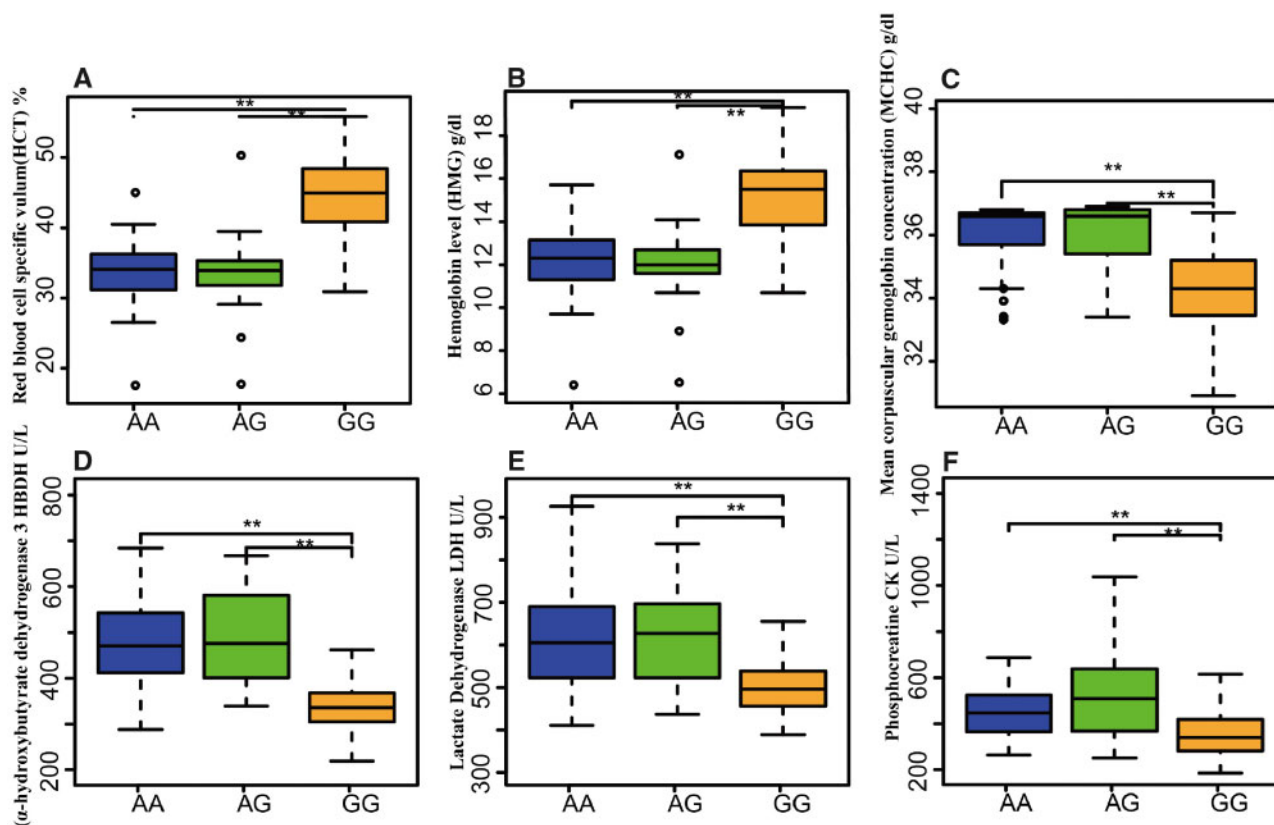 A
Red blood cell specific vulum(HCT) %
50
40
30
20
**
**
AA AG GG
B
Hemoglobin level (HMG) g/dl
18
16
14
12
10
8
6
**
**
AA AG GG
C
Mean corpuscular gemoglobin concentration (MCHC) g/dl
40
38
36
34
32
**
**
AA AG GG
D
(α-hydroxybutyrate dehydrogenase 3 HBDH U/L
800
600
400
200
**
**
AA AG GG
E
Lactate Dehydrogenase LDH U/L
900
700
500
300
**
**
AA AG GG
F
Phosphocreatine CK U/L
1400
1000
600
200
**
**
AA AG GG